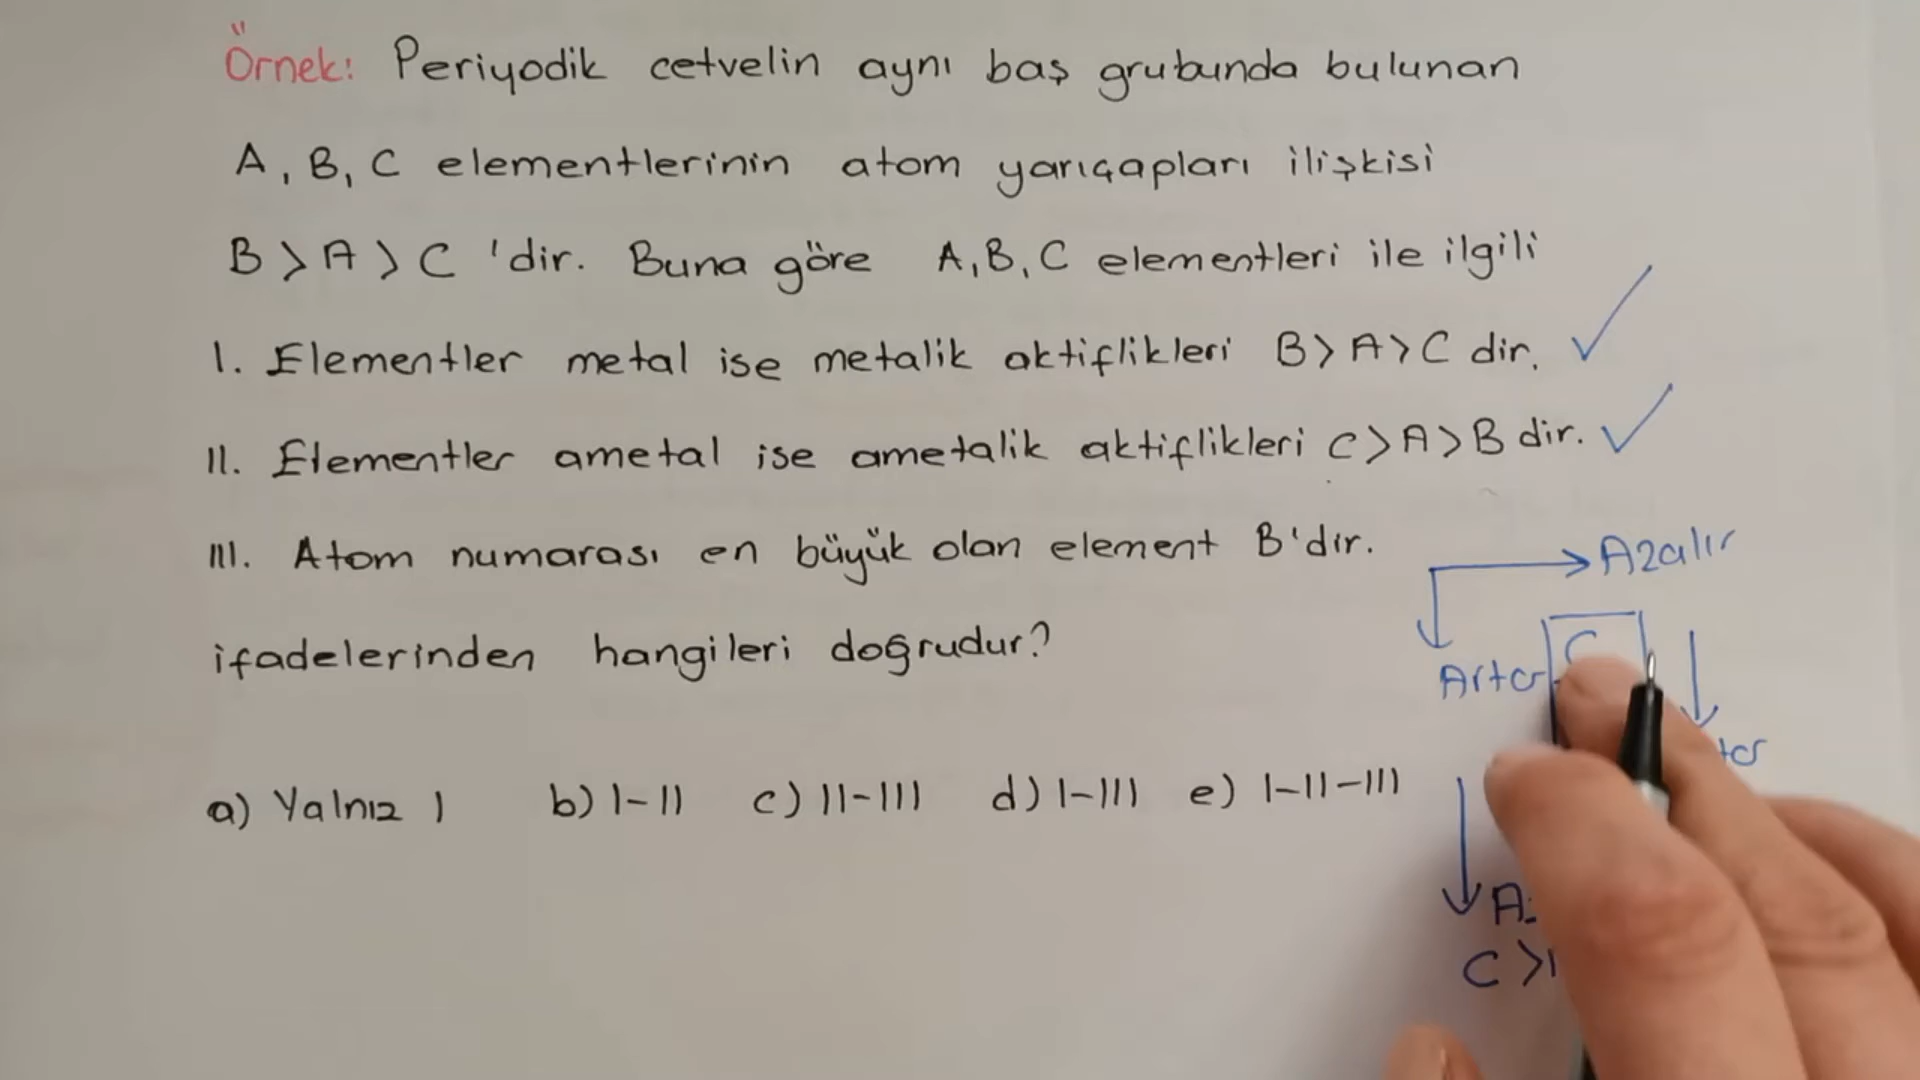 Örnek: Periyodik cetvelin aynı baş grubunda bulunan
A, B, C elementlerinin atom yarıçapları ilişkisi
B > A > C 'dir. Buna göre A, B, C elementleri ile ilgili
I. Elementler metal ise metalik aktiflikleri B > A > C dir.
II. Elementler ametal ise ametalik aktiflikleri C > A > B dir.
III. Atom numarası en büyük olan element B'dir.
Azalır
ifadelerinden hangileri doğrudur?
C
Artar
a) Yalnız I b) I-II c) II-III d) I-III e) I-II-III
C >